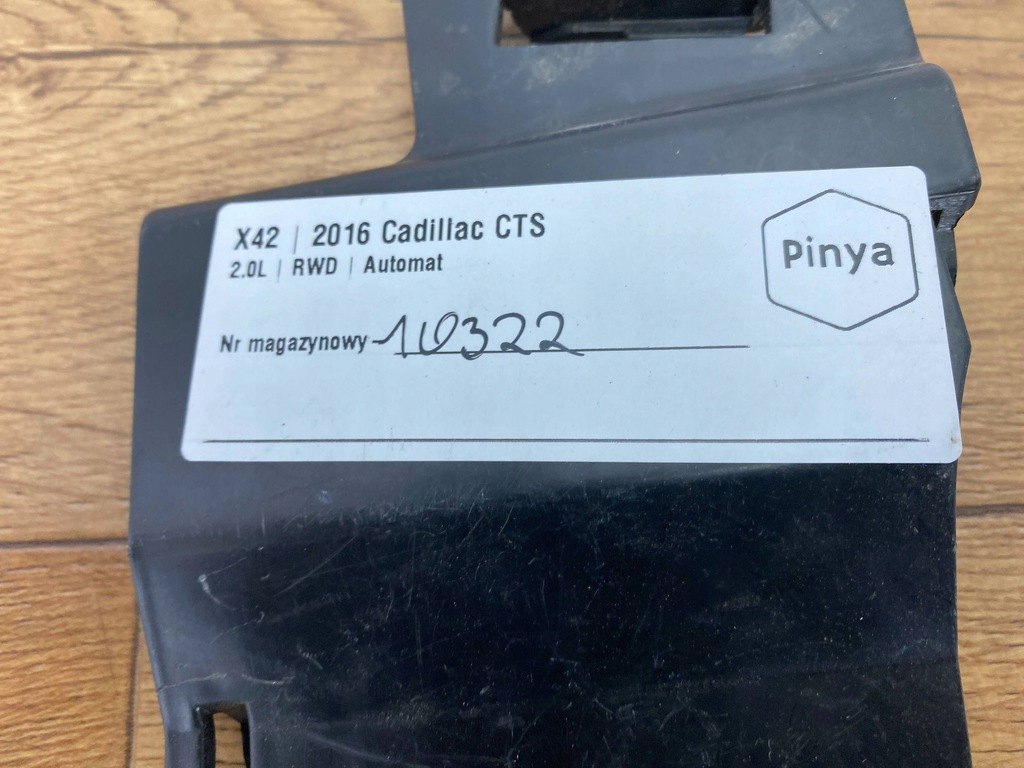 X42 | 2016 Cadillac CTS
2.0L | RWD | Automat
Pinya
Nr magazynowy 10322